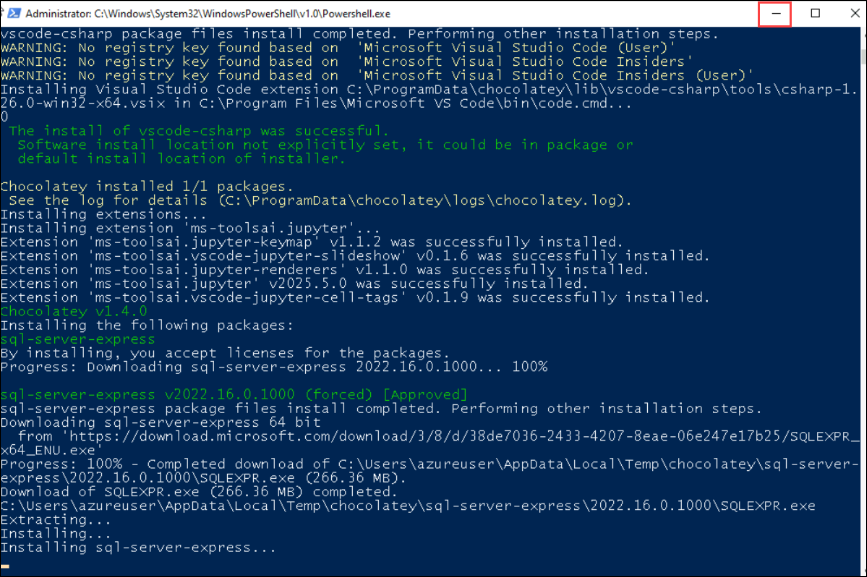 Administrator: C:\Windows\System32\WindowsPowerShell\v1.0\Powershell.exe
vscode-csharp package files install completed. Performing other installation steps.
WARNING: No registry key found based on  'Microsoft Visual Studio Code (User)'
WARNING: No registry key found based on  'Microsoft Visual Studio Code Insiders'
WARNING: No registry key found based on  'Microsoft Visual Studio Code Insiders (User)'
Installing Visual Studio Code extension C:\ProgramData\chocolatey\lib\vscode-csharp\tools\csharp-1.
26.0-win32-x64.vsix in C:\Program Files\Microsoft VS Code\bin\code.cmd...
0
 The install of vscode-csharp was successful.
  Software install location not explicitly set, it could be in package or
  default install location of installer.
Chocolatey installed 1/1 packages.
 See the log for details (C:\ProgramData\chocolatey\logs\chocolatey.log).
Installing extensions...
Installing extension 'ms-toolsai.jupyter'...
Extension 'ms-toolsai.jupyter-keymap' v1.1.2 was successfully installed.
Extension 'ms-toolsai.vscode-jupyter-slideshow' v0.1.6 was successfully installed.
Extension 'ms-toolsai.jupyter-renderers' v1.1.0 was successfully installed.
Extension 'ms-toolsai.jupyter' v2025.5.0 was successfully installed.
Extension 'ms-toolsai.vscode-jupyter-cell-tags' v0.1.9 was successfully installed.
Chocolatey v1.4.0
Installing the following packages:
sql-server-express
By installing, you accept licenses for the packages.
Progress: Downloading sql-server-express 2022.16.0.1000... 100%
sql-server-express v2022.16.0.1000 (forced) [Approved]
sql-server-express package files install completed. Performing other installation steps.
Downloading sql-server-express 64 bit
  from 'https://download.microsoft.com/download/3/8/d/38de7036-2433-4207-8eae-06e247e17b25/SQLEXPR_
x64_ENU.exe'
Progress: 100% - Completed download of C:\Users\azureuser\AppData\Local\Temp\chocolatey\sql-server-
express\2022.16.0.1000\SQLEXPR.exe (266.36 MB).
Download of SQLEXPR.exe (266.36 MB) completed.
C:\Users\azureuser\AppData\Local\Temp\chocolatey\sql-server-express\2022.16.0.1000\SQLEXPR.exe
Extracting...
Installing...
Installing sql-server-express...